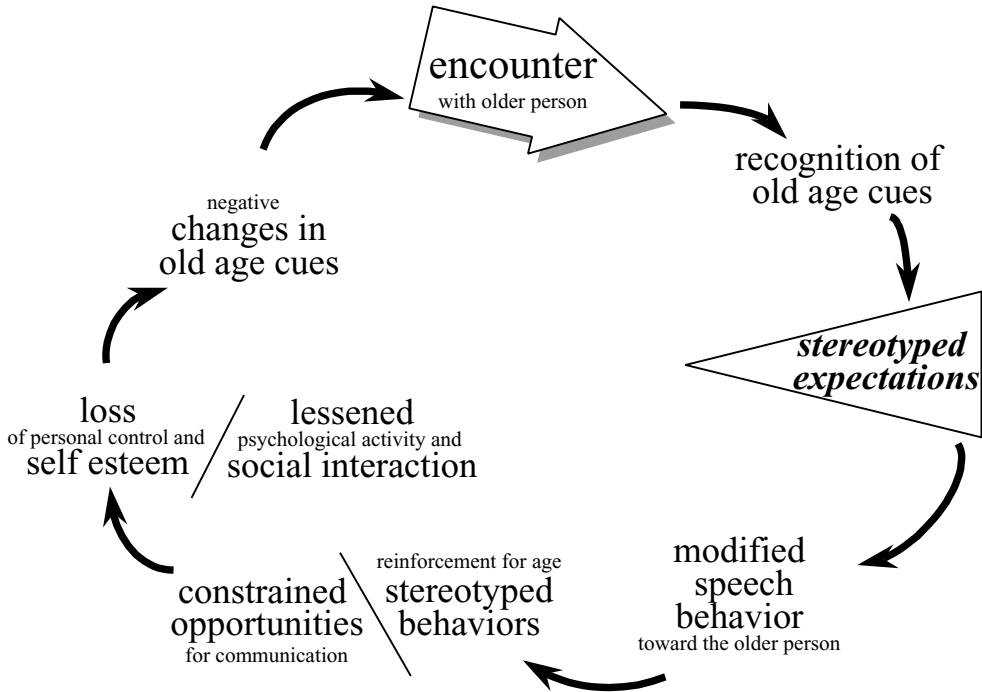 encounter
with older person
recognition of
old age cues
stereotyped
expectations
modified
speech
behavior
toward the older person
reinforcement for age
stereotyped
behaviors
constrained
opportunities
for communication
loss
of personal control and
self esteem
lessened
psychological activity and
social interaction
negative
changes in
old age cues